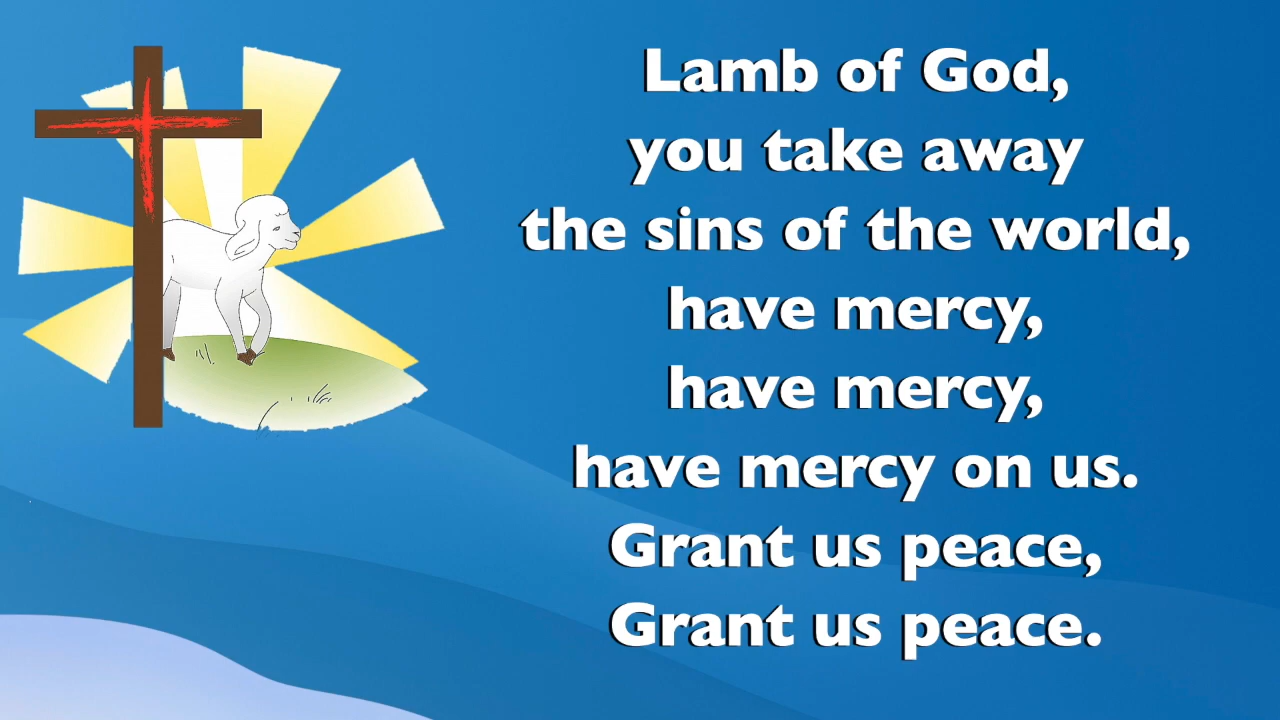 Lamb of God,
you take away
the sins of the world,
have mercy,
have mercy,
have mercy on us.
Grant us peace,
Grant us peace.